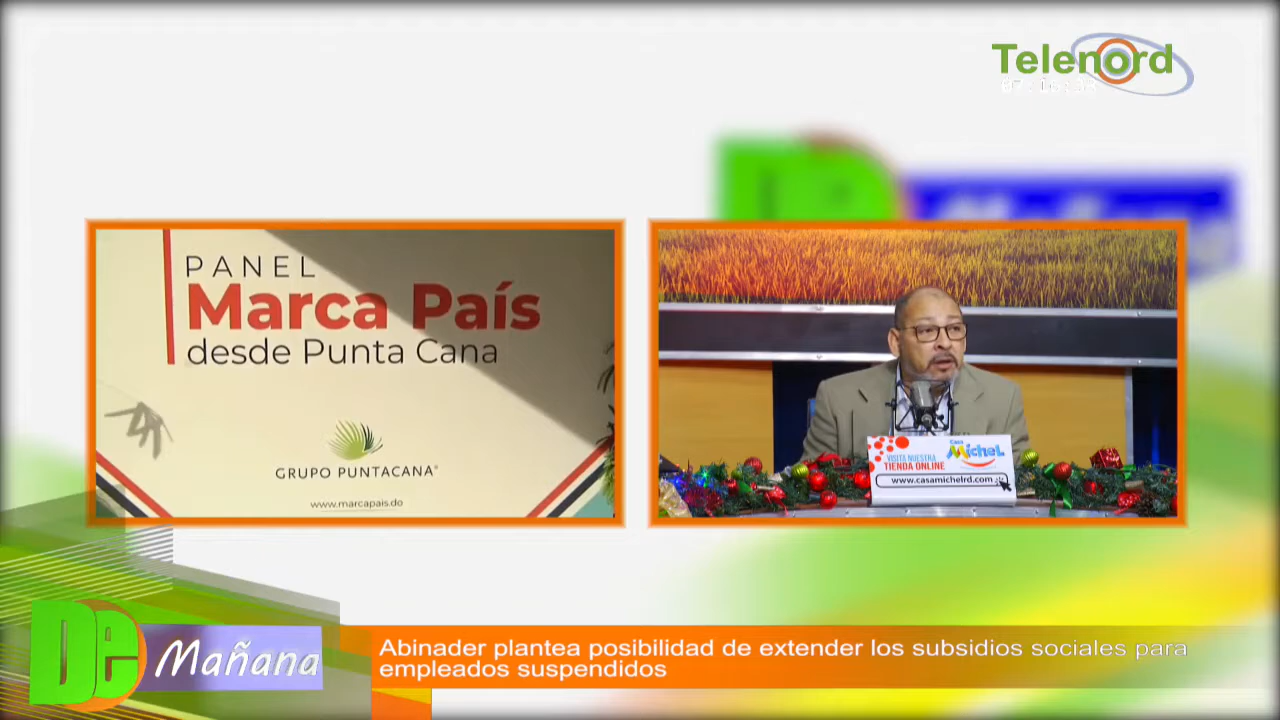 Telenord
PANEL
Marca País
desde Punta Cana
GRUPO PUNTACANA®
www.marcapais.do
VISITA NUESTRA
TIENDA ONLINE
Casa
Michel
www.casamichelrd.com
De
Mañana
Abinader plantea posibilidad de extender los subsidios sociales para
empleados suspendidos